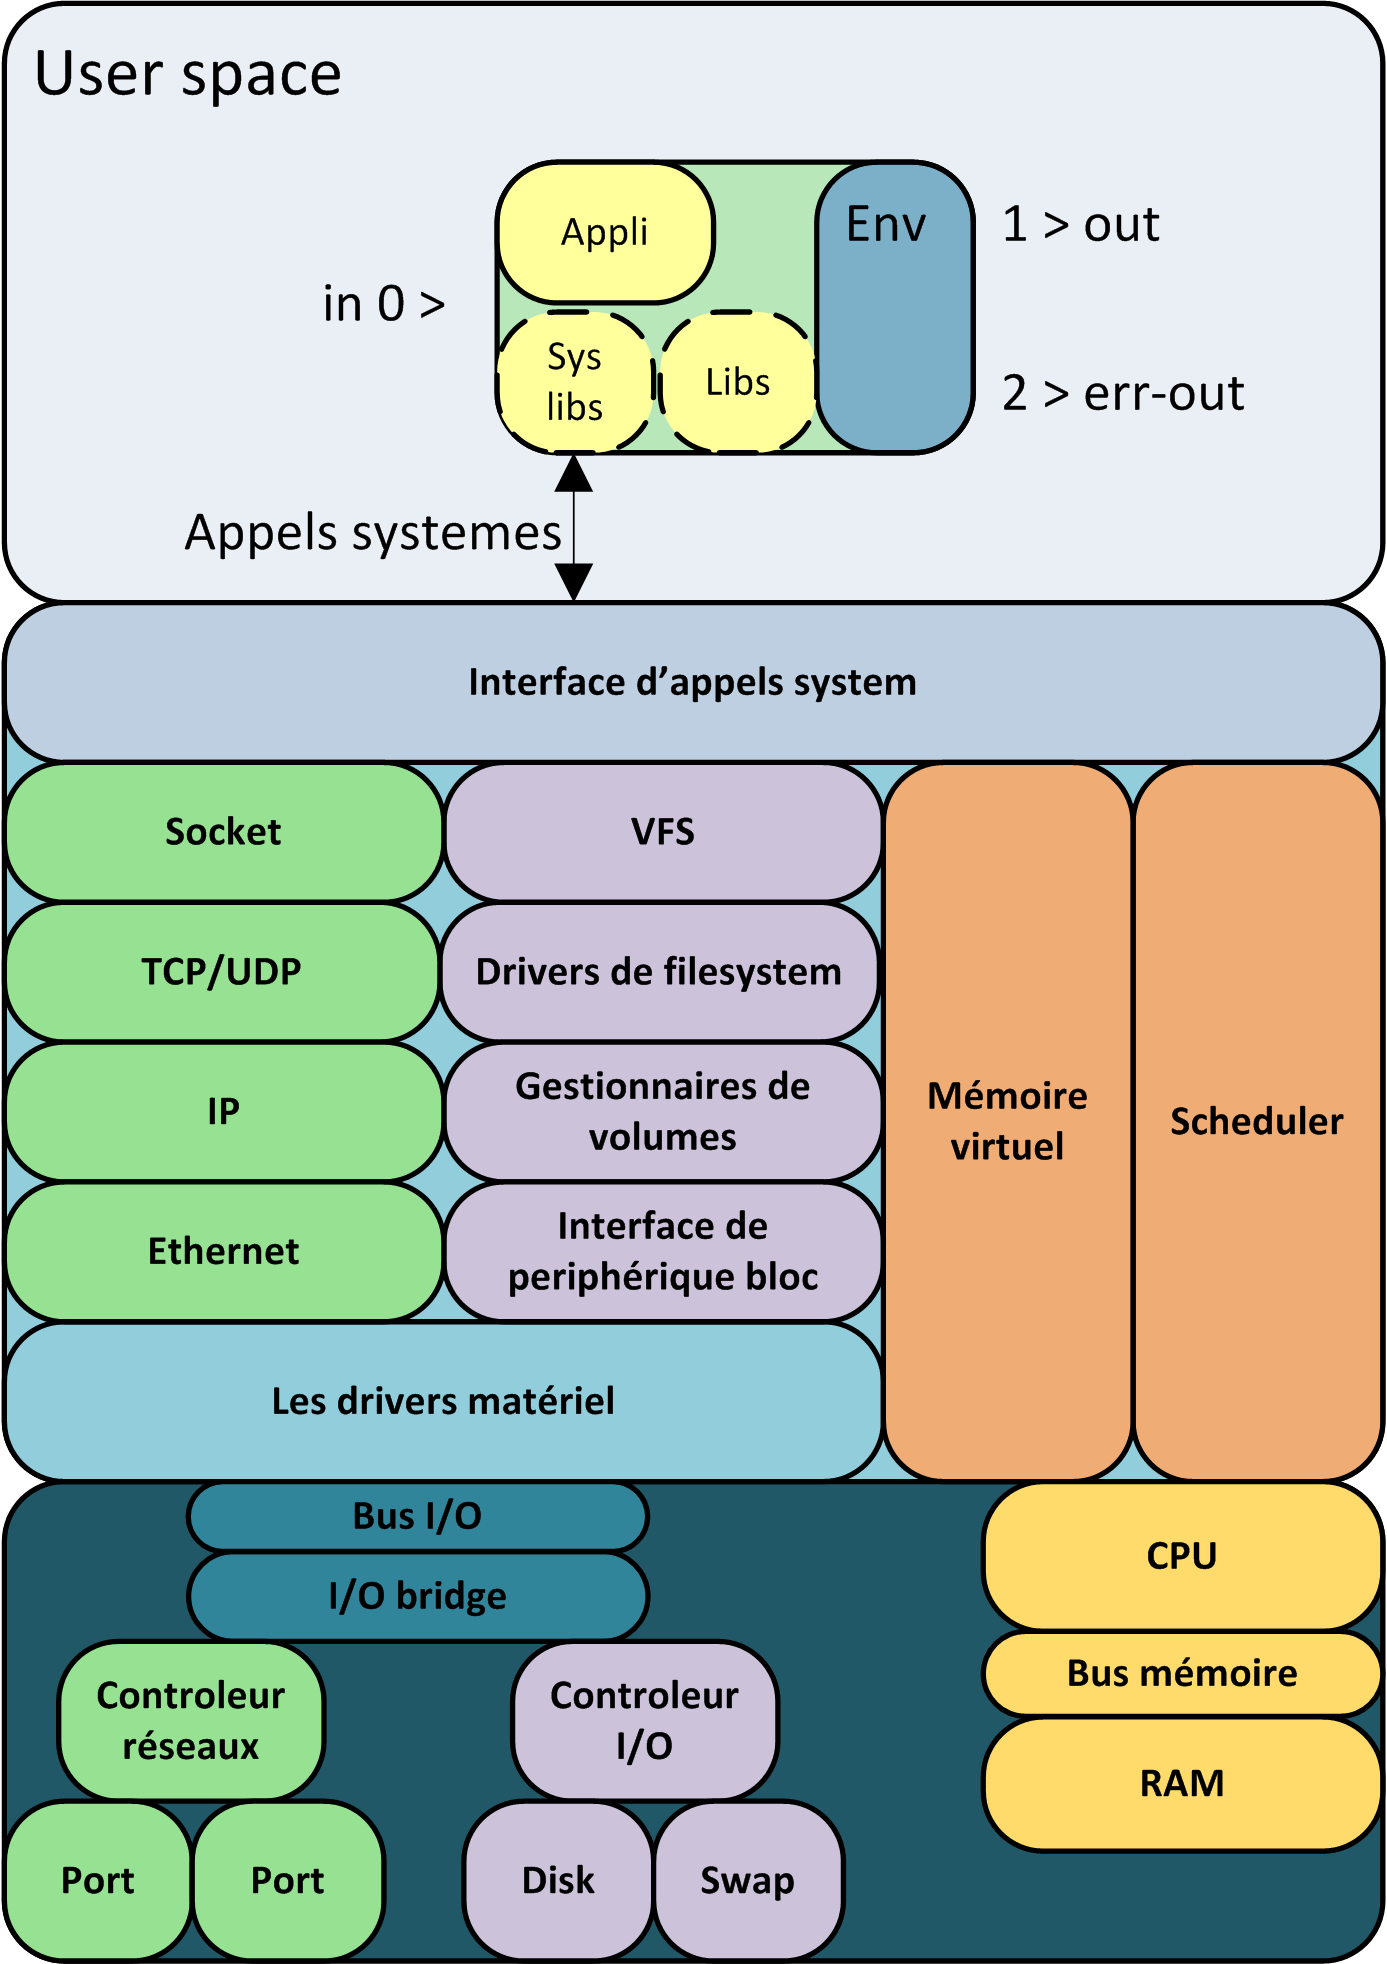 User space
Appli
Env
1 > out
in 0 >
Sys
libs
Libs
2 > err-out
Appels systemes
Interface d’appels system
Socket
VFS
TCP/UDP
Drivers de filesystem
IP
Gestionnaires de
volumes
Mémoire
virtuel
Scheduler
Ethernet
Interface de
periphérique bloc
Les drivers matériel
Bus I/O
CPU
I/O bridge
Bus mémoire
Controleur
réseaux
Controleur
I/O
RAM
Port
Port
Disk
Swap